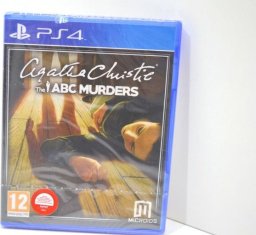 PS4
Agatha Christie
The ABC MURDERS
12
MICROIDS